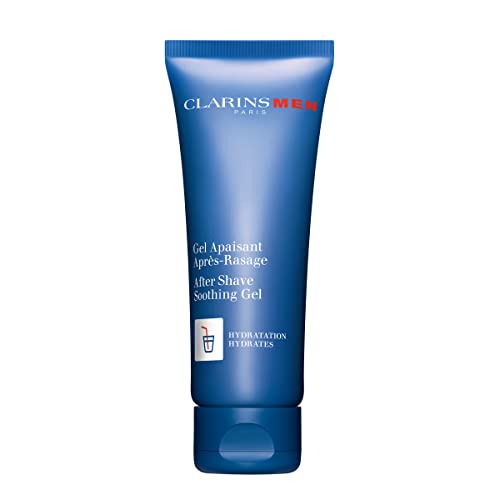 CLARINSMEN
PARIS
Gel Apaisant
Après-Rasage
After Shave
Soothing Gel
HYDRATATION
HYDRATES